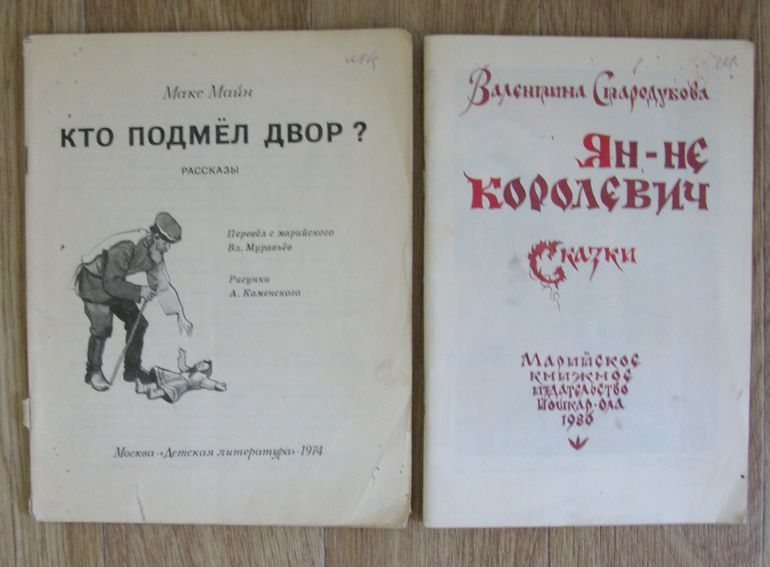 Макс Майн
КТО ПОДМЁЛ ДВОР?
РАССКАЗЫ
Перевёл с марийского
Вл. Муравьёв
Рисунки
А. Каменского
Москва·«Детская литература»·1974
Валентина Стародубова
ЯН-НЕ
КОРОЛЕВИЧ
Сказки
Марийское
книжное
издательство
Йошкар-Ола
1986